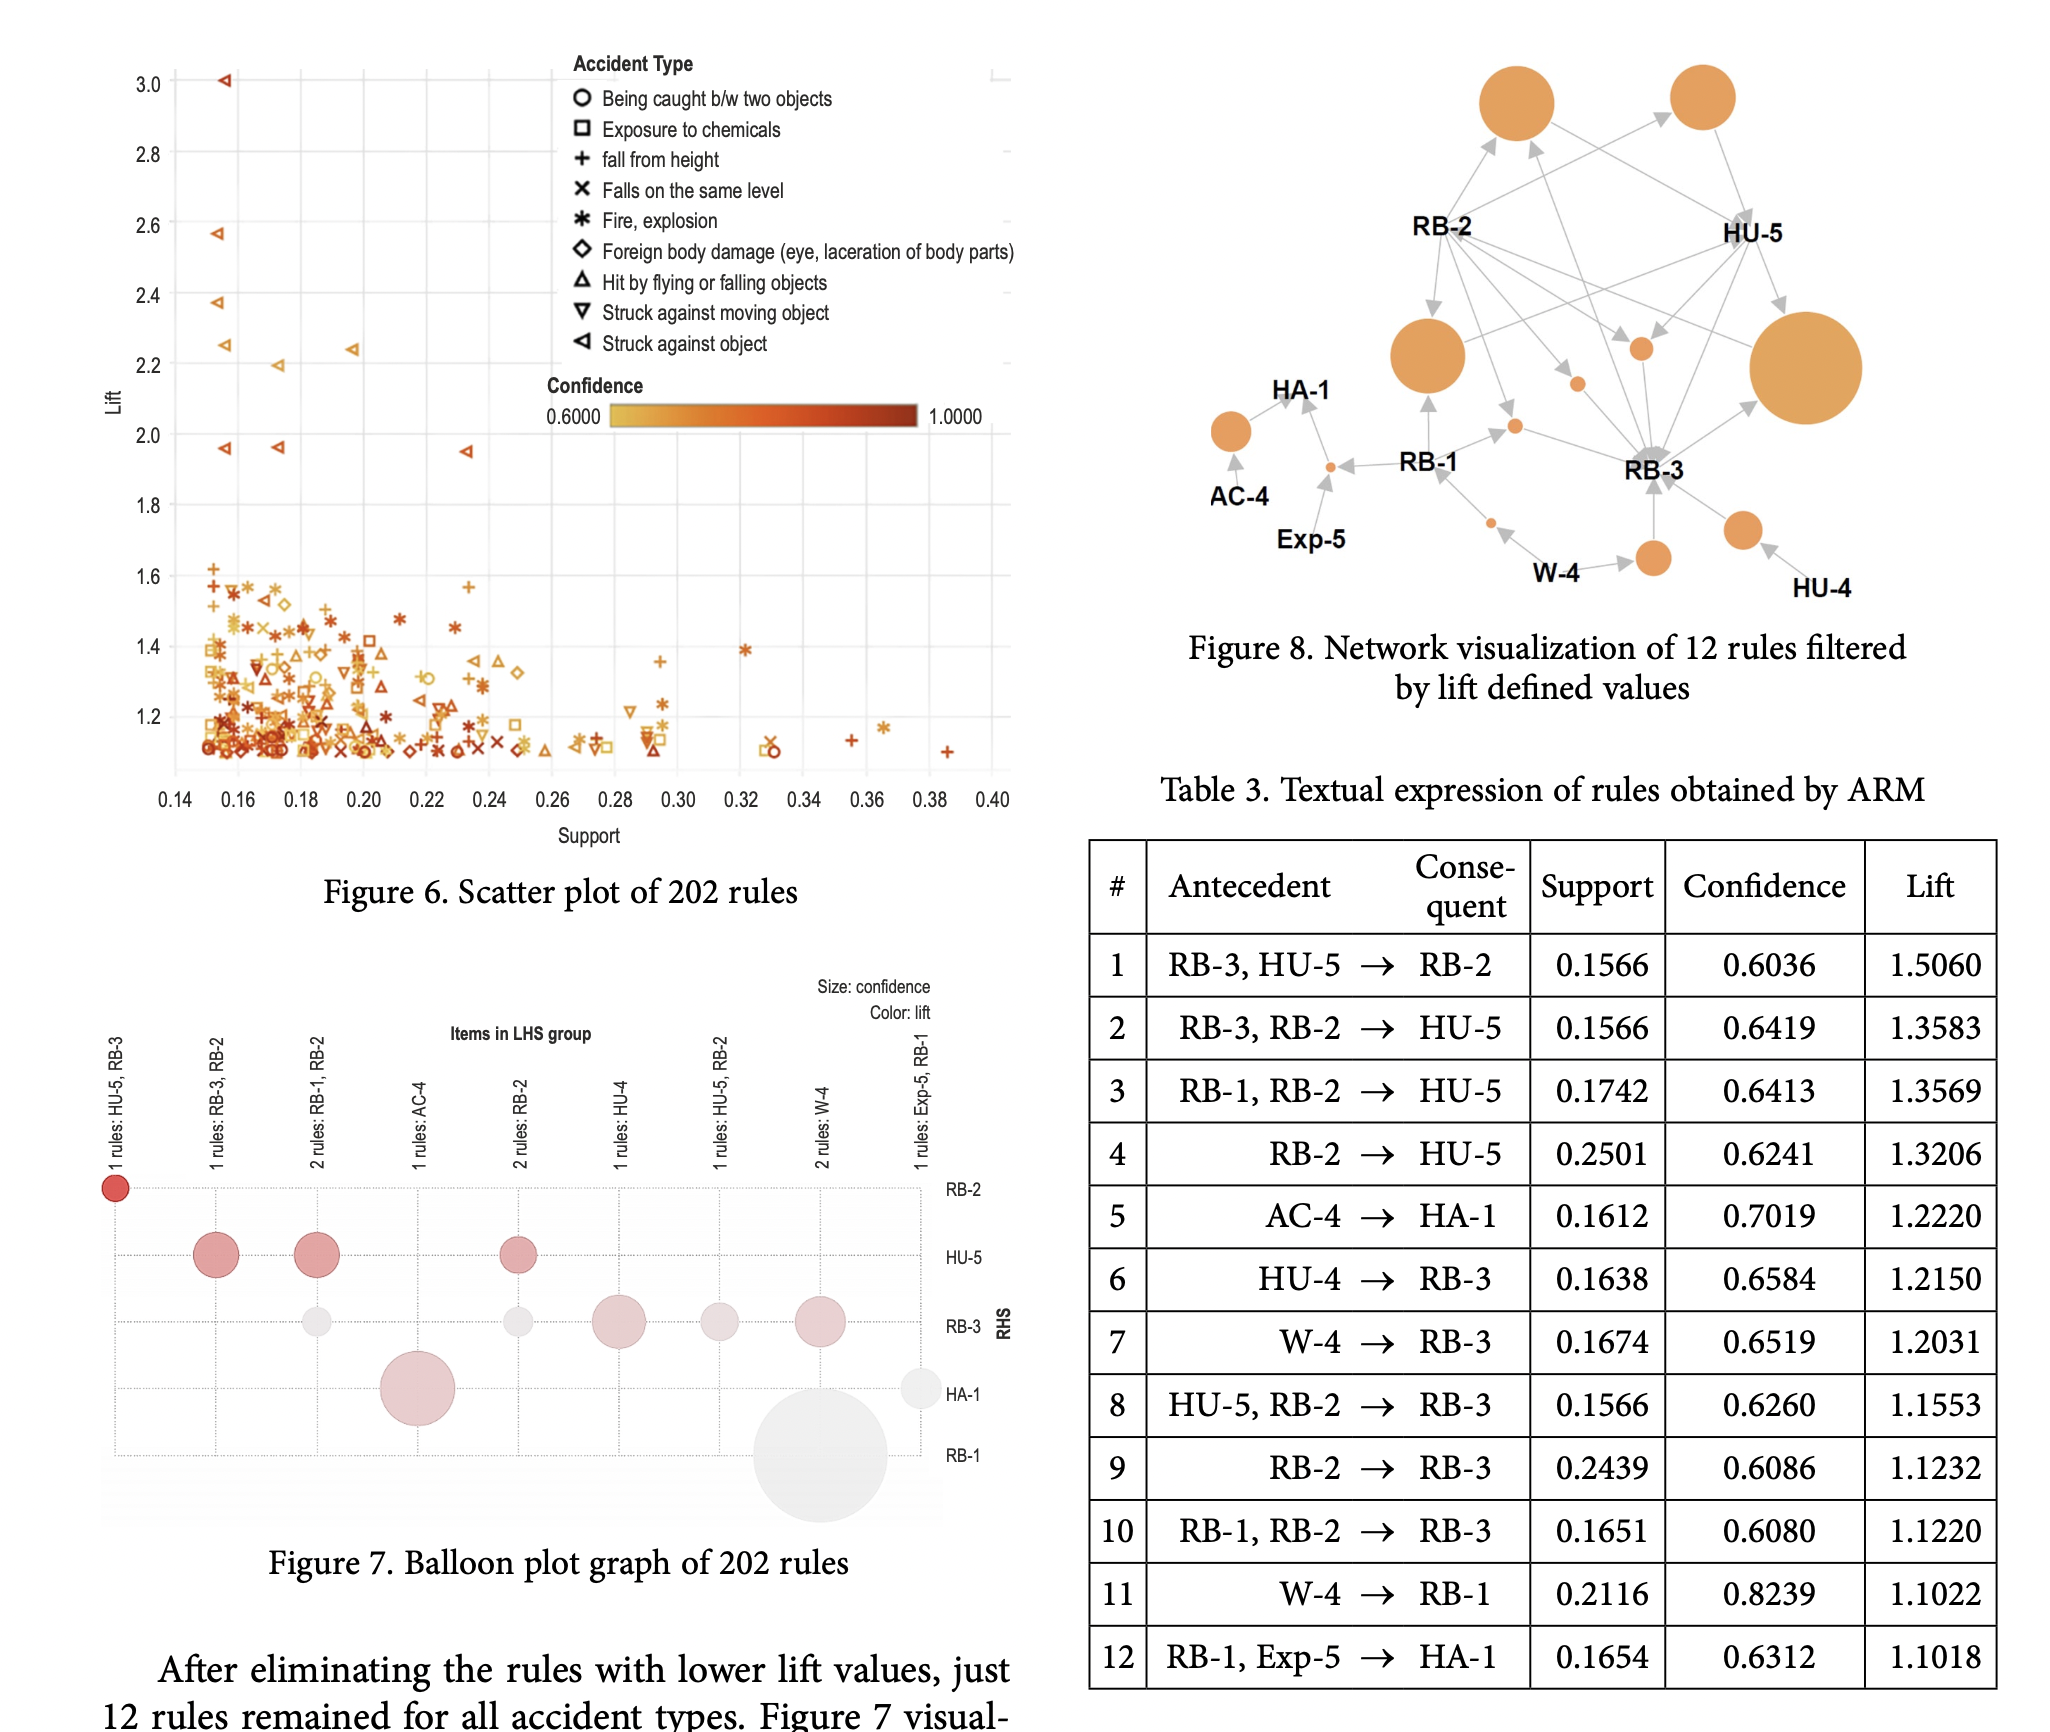 Accident Type
Being caught b/w two objects
Exposure to chemicals
fall from height
Falls on the same level
Fire, explosion
Foreign body damage (eye, laceration of body parts)
Hit by flying or falling objects
Struck against moving object
Struck against object
Confidence
0.6000 1.0000
3.0
2.8
2.6
2.4
2.2
2.0
1.8
1.6
1.4
1.2
Lift
0.14 0.16 0.18 0.20 0.22 0.24 0.26 0.28 0.30 0.32 0.34 0.36 0.38 0.40
Support
Figure 6. Scatter plot of 202 rules
Size: confidence
Color: lift
Items in LHS group
1 rules: HU-5, RB-3
1 rules: RB-3, RB-2
2 rules: RB-1, RB-2
1 rules: AC-4
2 rules: RB-2
1 rules: HU-4
1 rules: HU-5, RB-2
2 rules: W-4
1 rules: Exp-5, RB-1
RB-2
HU-5
RB-3
HA-1
RB-1
RHS
Figure 7. Balloon plot graph of 202 rules
After eliminating the rules with lower lift values, just
12 rules remained for all accident types. Figure 7 visual-
RB-2
HU-5
HA-1
RB-1
RB-3
AC-4
Exp-5
W-4
HU-4
Figure 8. Network visualization of 12 rules filtered
by lift defined values
Table 3. Textual expression of rules obtained by ARM
# Antecedent Conse-quent Support Confidence Lift
1 RB-3, HU-5 → RB-2 0.1566 0.6036 1.5060
2 RB-3, RB-2 → HU-5 0.1566 0.6419 1.3583
3 RB-1, RB-2 → HU-5 0.1742 0.6413 1.3569
4 RB-2 → HU-5 0.2501 0.6241 1.3206
5 AC-4 → HA-1 0.1612 0.7019 1.2220
6 HU-4 → RB-3 0.1638 0.6584 1.2150
7 W-4 → RB-3 0.1674 0.6519 1.2031
8 HU-5, RB-2 → RB-3 0.1566 0.6260 1.1553
9 RB-2 → RB-3 0.2439 0.6086 1.1232
10 RB-1, RB-2 → RB-3 0.1651 0.6080 1.1220
11 W-4 → RB-1 0.2116 0.8239 1.1022
12 RB-1, Exp-5 → HA-1 0.1654 0.6312 1.1018